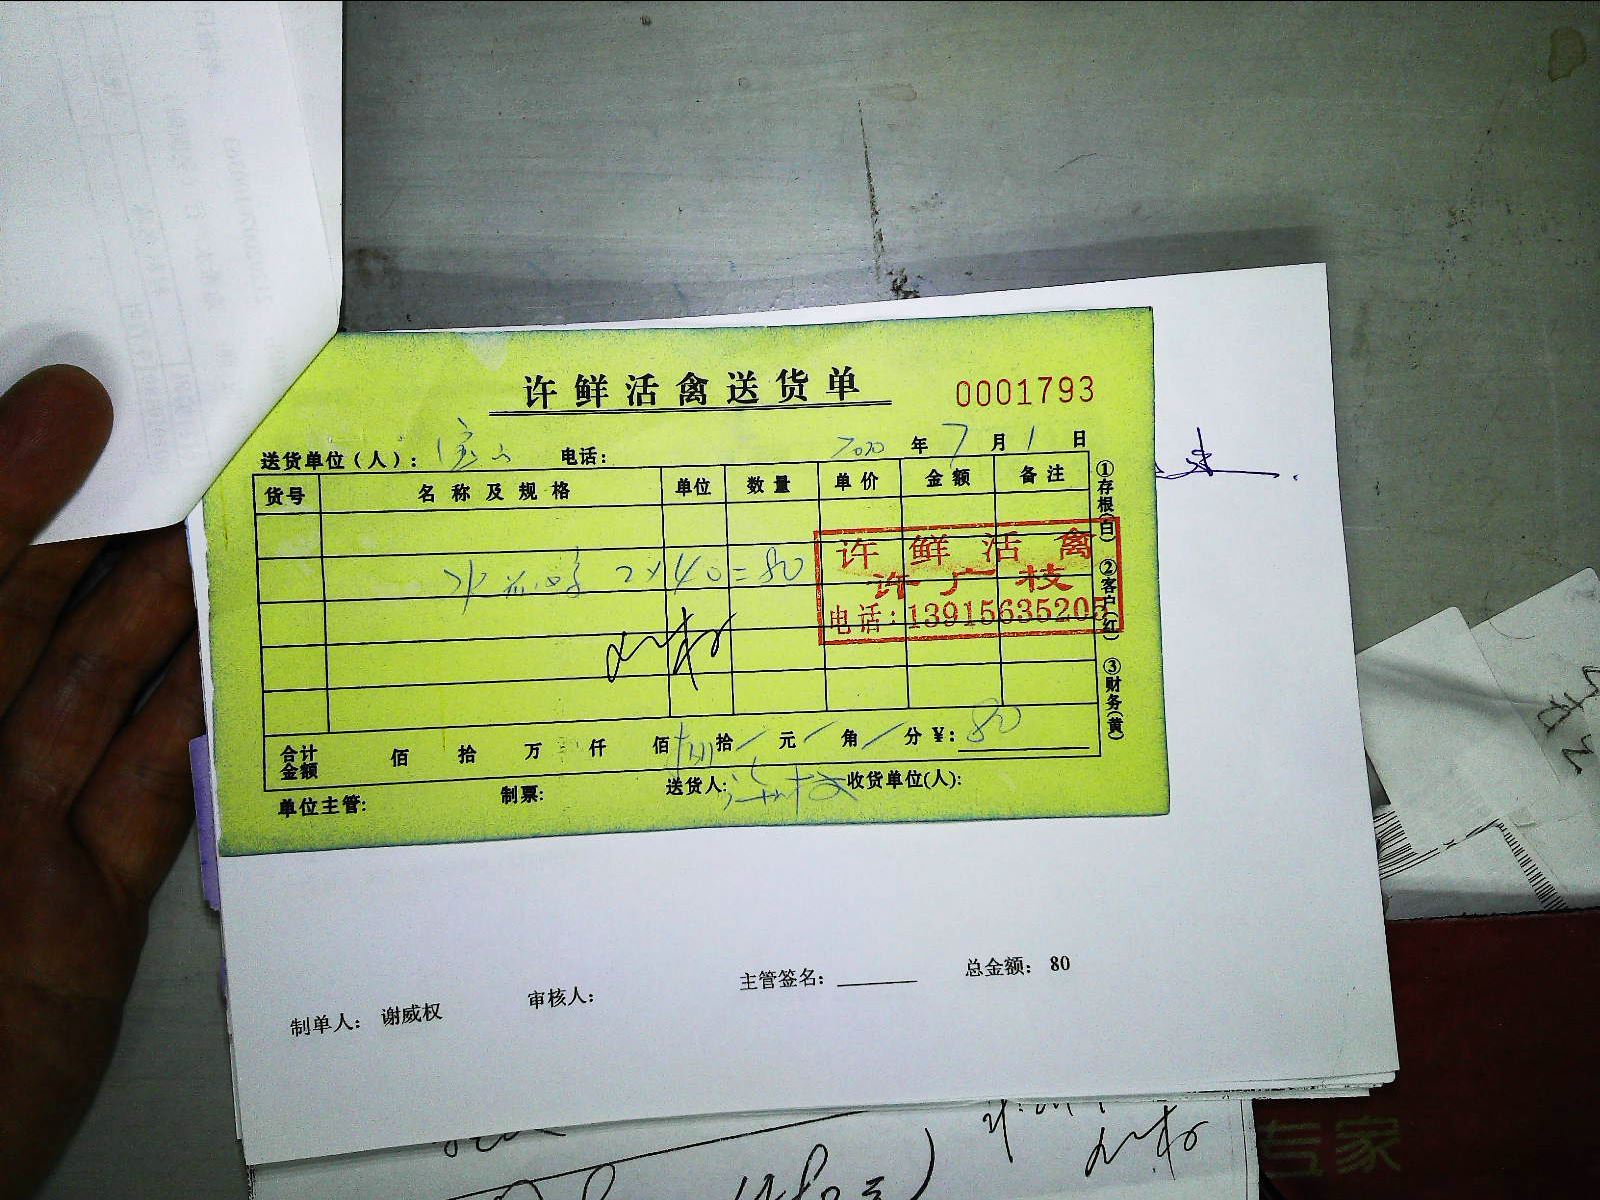 许鲜活禽送货单 0001793
送货单位（人）： 电话： 2020 年 7 月 1 日
货号 名称及规格 单位 数量 单价 金额 备注
2×40=80
许鲜活禽
许广枝
电话：13915635205
合计金额 佰 拾 万 仟 佰 拾 元 角 分 ¥： 80
单位主管: 制票: 送货人: 收货单位(人):
①存根(白) ②客户(红) ③财务(黄)
制单人： 谢威权 审核人： 主管签名： 总金额： 80
专家